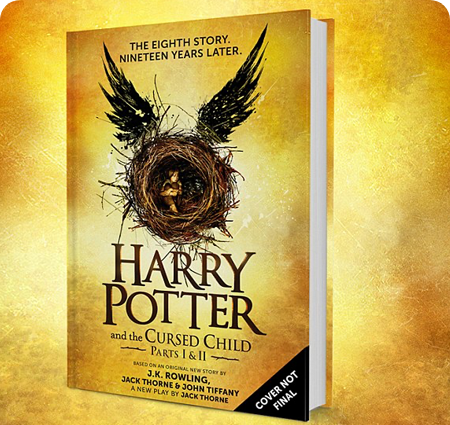 THE EIGHTH STORY.
NINETEEN YEARS LATER.
HARRY
POTTER
and the CURSED CHILD
PARTS I & II
BASED ON AN ORIGINAL NEW STORY BY
J.K. ROWLING,
JACK THORNE & JOHN TIFFANY
A NEW PLAY BY JACK THORNE
COVER NOT
FINAL